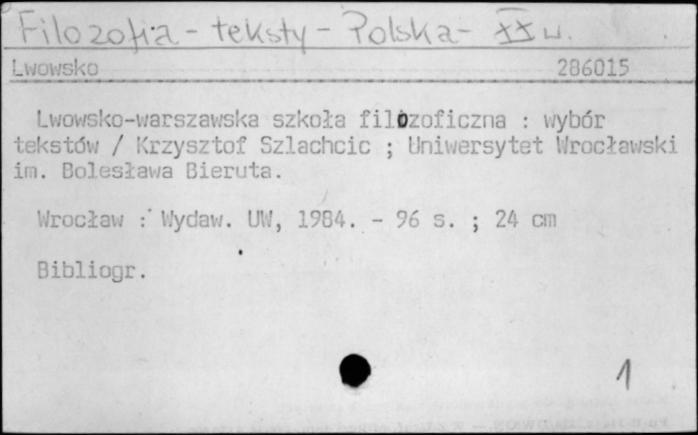 Filozofia - teksty - Polska - XX w.
Lwowsko 286015
Lwowsko-warszawska szkoła filozoficzna : wybór
tekstów / Krzysztof Szlachcic ; Uniwersytet Wrocławski
im. Bolesława Bieruta.
Wrocław : Wydaw. UW, 1984. - 96 s. ; 24 cm
Bibliogr.
1